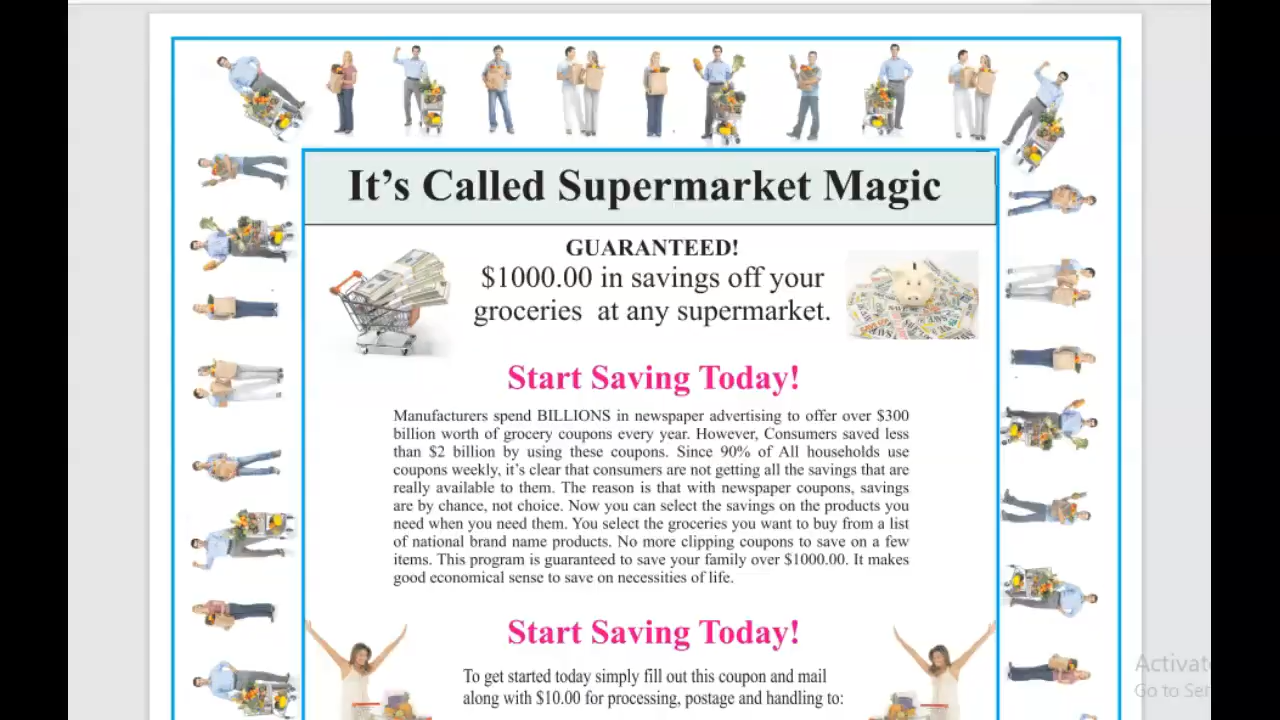 It's Called Supermarket Magic
GUARANTEED!
$1000.00 in savings off your
groceries at any supermarket.
Start Saving Today!
Manufacturers spend BILLIONS in newspaper advertising to offer over $300
billion worth of grocery coupons every year. However, Consumers saved less
than $2 billion by using these coupons. Since 90% of All households use
coupons weekly, it's clear that consumers are not getting all the savings that are
really available to them. The reason is that with newspaper coupons, savings
are by chance, not choice. Now you can select the savings on the products you
need when you need them. You select the groceries you want to buy from a list
of national brand name products. No more clipping coupons to save on a few
items. This program is guaranteed to save your family over $1000.00. It makes
good economical sense to save on necessities of life.
Start Saving Today!
To get started today simply fill out this coupon and mail
along with $10.00 for processing, postage and handling to:
Activat
Go to Set